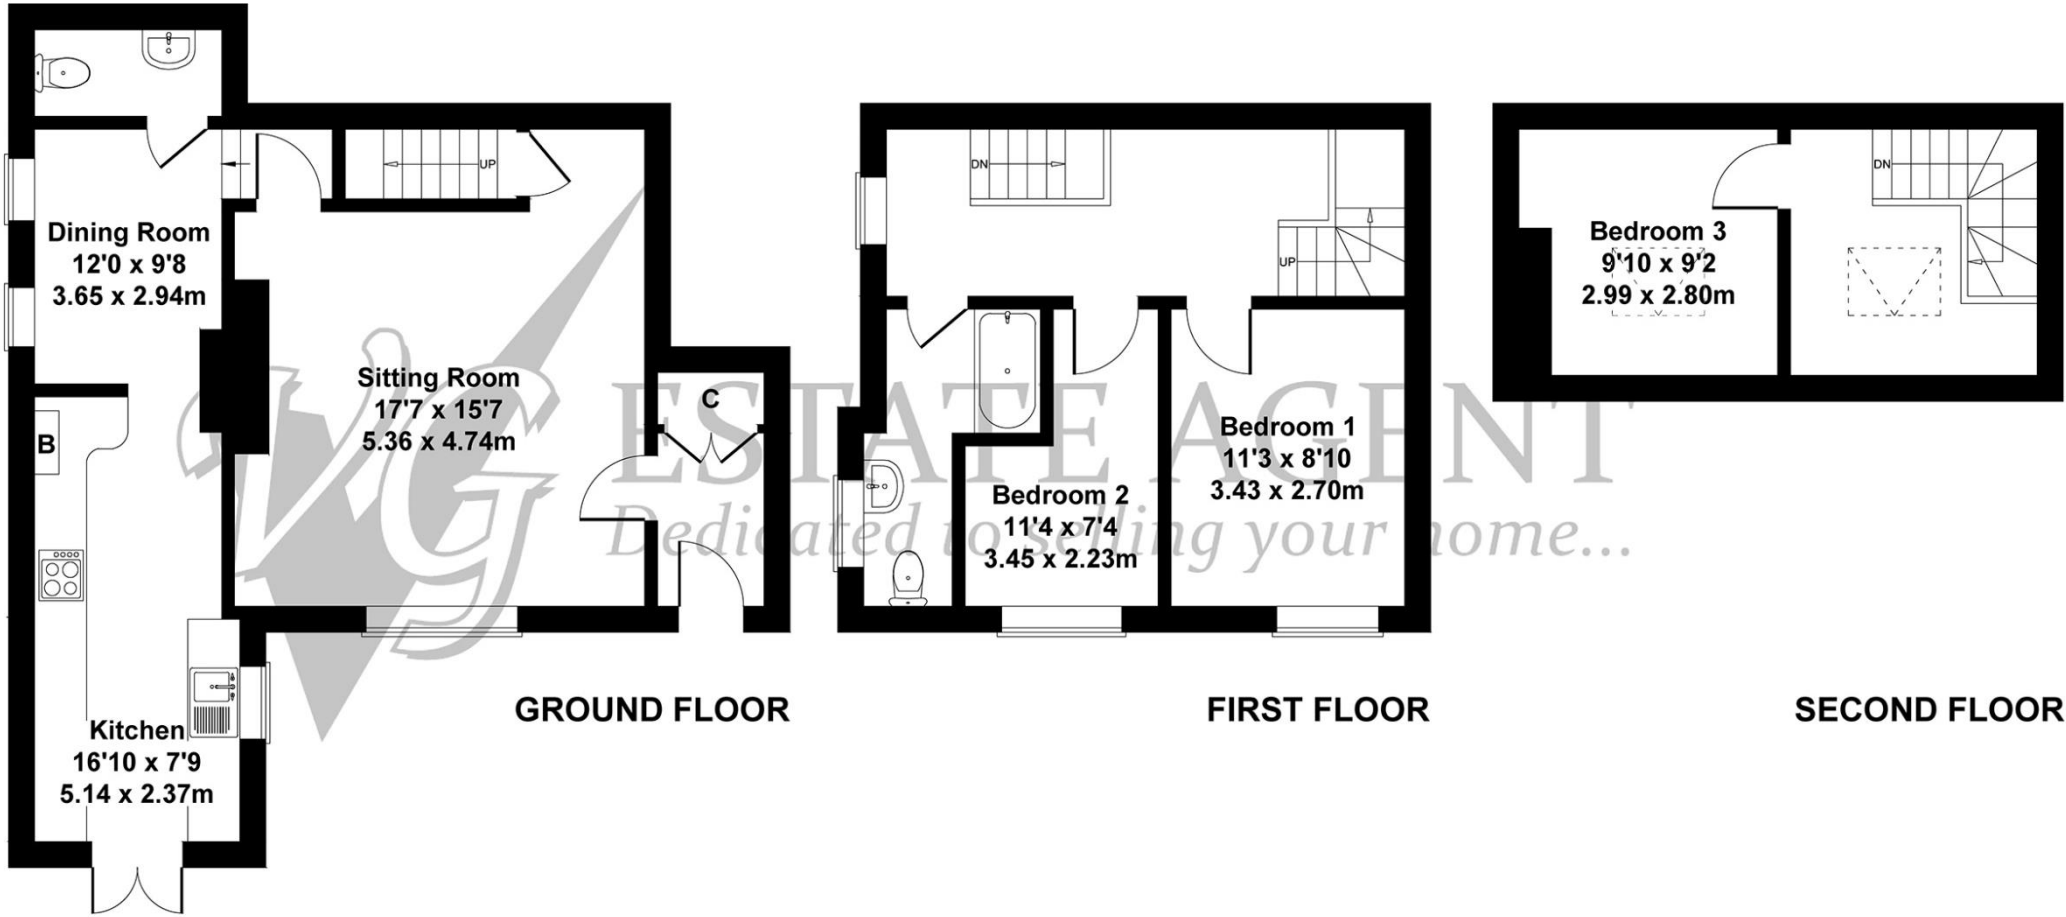 UP
Dining Room
12'0 x 9'8
3.65 x 2.94m
Sitting Room
17'7 x 15'7
5.36 x 4.74m
C
B
Kitchen
16'10 x 7'9
5.14 x 2.37m
GROUND FLOOR
DN
UP
Bedroom 1
11'3 x 8'10
3.43 x 2.70m
Bedroom 2
11'4 x 7'4
3.45 x 2.23m
FIRST FLOOR
DN
Bedroom 3
9'10 x 9'2
2.99 x 2.80m
SECOND FLOOR
VG ESTATE AGENT
Dedicated to selling your home...